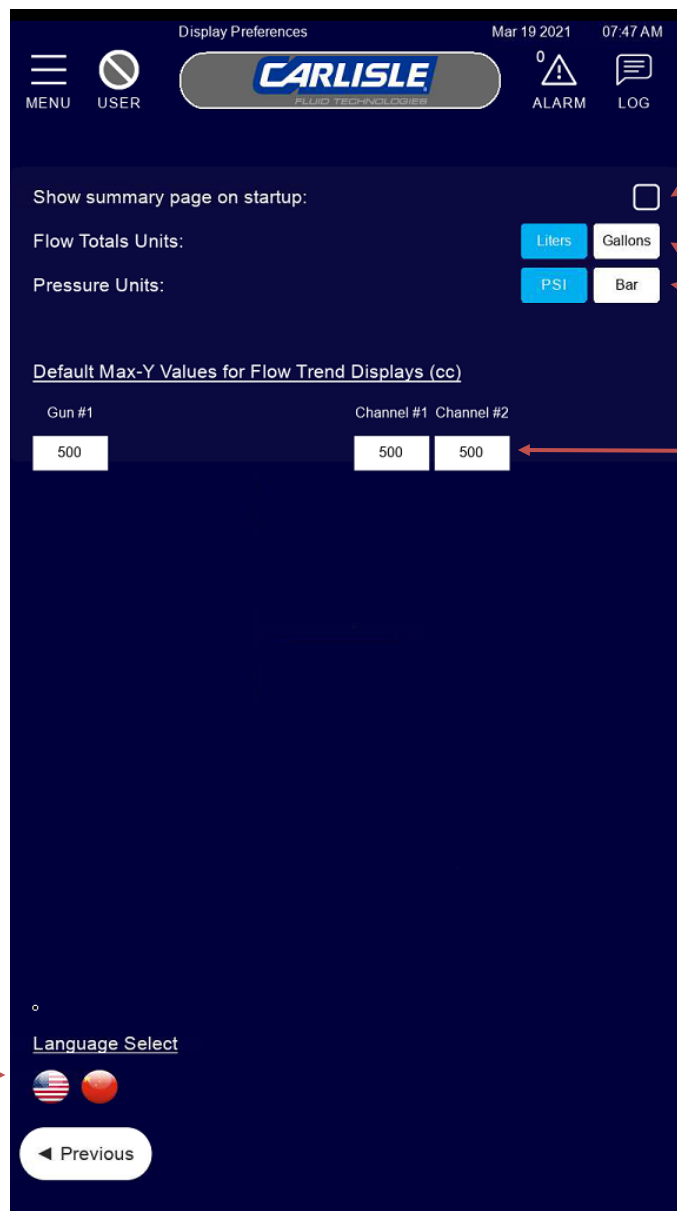 Display Preferences Mar 19 2021 07:47 AM
MENU USER CARLISLE 0 ALARM LOG
FLUID TECHNOLOGIES
Show summary page on startup:
Flow Totals Units: Liters Gallons
Pressure Units: PSI Bar
Default Max-Y Values for Flow Trend Displays (cc)
Gun #1 Channel #1 Channel #2
500 500 500
Language Select
◄ Previous